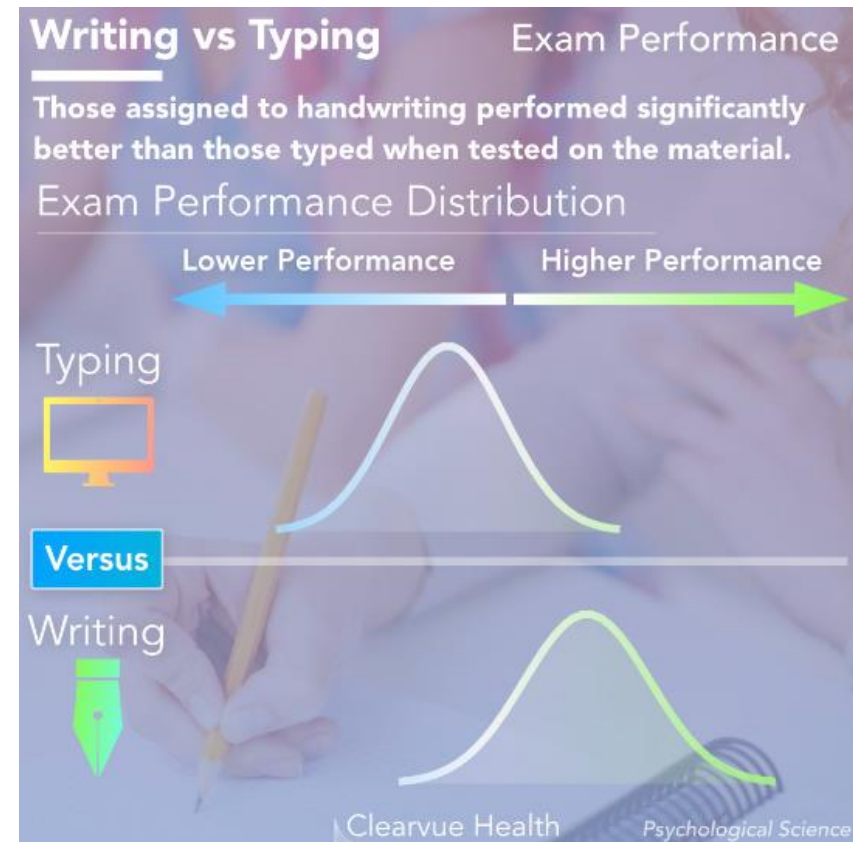 Writing vs Typing
Exam Performance
Those assigned to handwriting performed significantly
better than those typed when tested on the material.
Exam Performance Distribution
Lower Performance
Higher Performance
Typing
Versus
Writing
Clearvue Health
Psychological Science